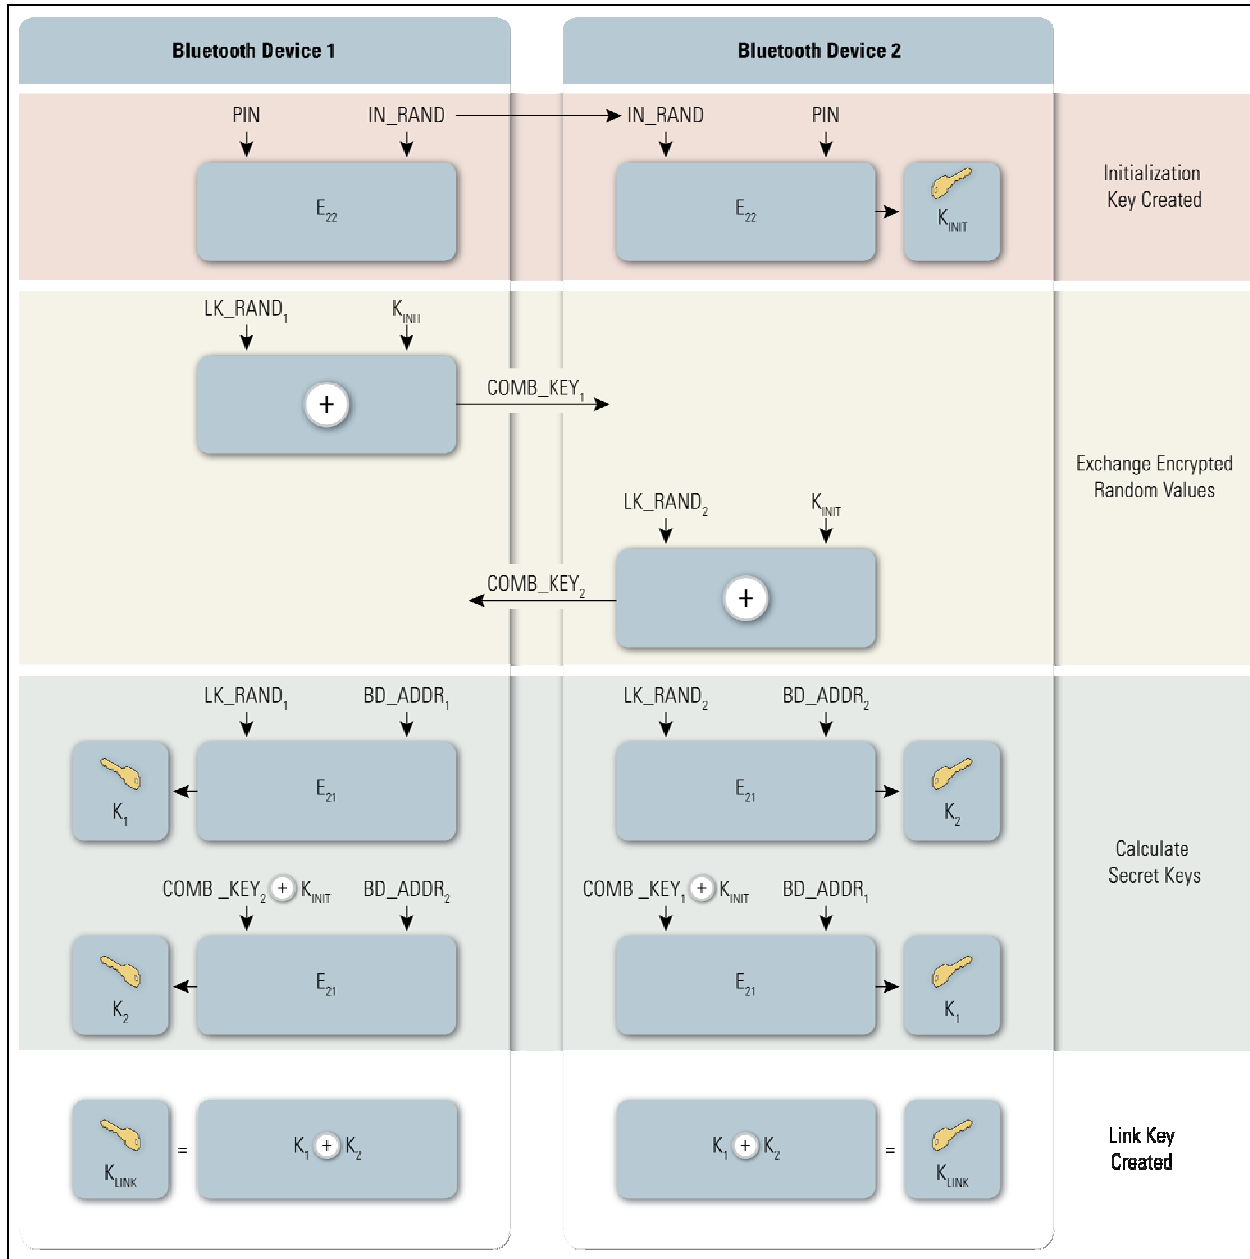 Bluetooth Device 1
Bluetooth Device 2
PIN
IN_RAND
IN_RAND
PIN
E22
E22
KINIT
Initialization
Key Created
LK_RAND1
KINIT
+
COMB_KEY1
LK_RAND2
KINIT
COMB_KEY2
+
Exchange Encrypted
Random Values
LK_RAND1
BD_ADDR1
LK_RAND2
BD_ADDR2
K1
E21
E21
K2
COMB_KEY2 + KINIT
BD_ADDR2
COMB_KEY1 + KINIT
BD_ADDR1
K2
E21
E21
K1
Calculate
Secret Keys
KLINK
=
K1 + K2
K1 + K2
=
KLINK
Link Key
Created